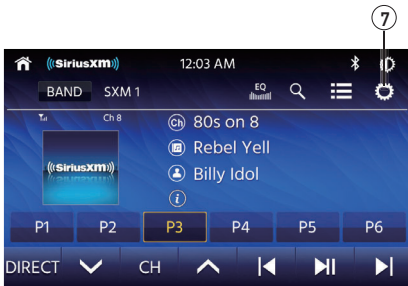 7
((SiriusXM)) 12:03 AM
BAND SXM 1 EQ
Ch 8
Ch 80s on 8
((SiriusXM)) Rebel Yell
Billy Idol
i
P1 P2 P3 P4 P5 P6
DIRECT CH